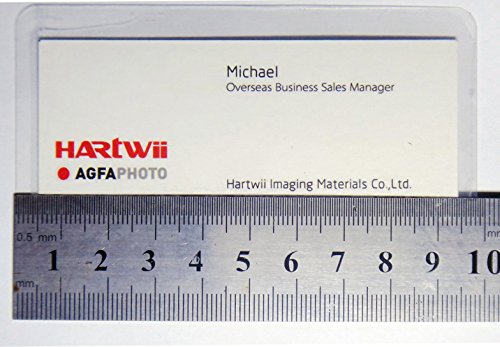 Michael
Overseas Business Sales Manager
HARtwii
AGFAPHOTO
Hartwii Imaging Materials Co.,Ltd.
0.5 mm
1 2 3 4 5 6 7 8 9 10
mm